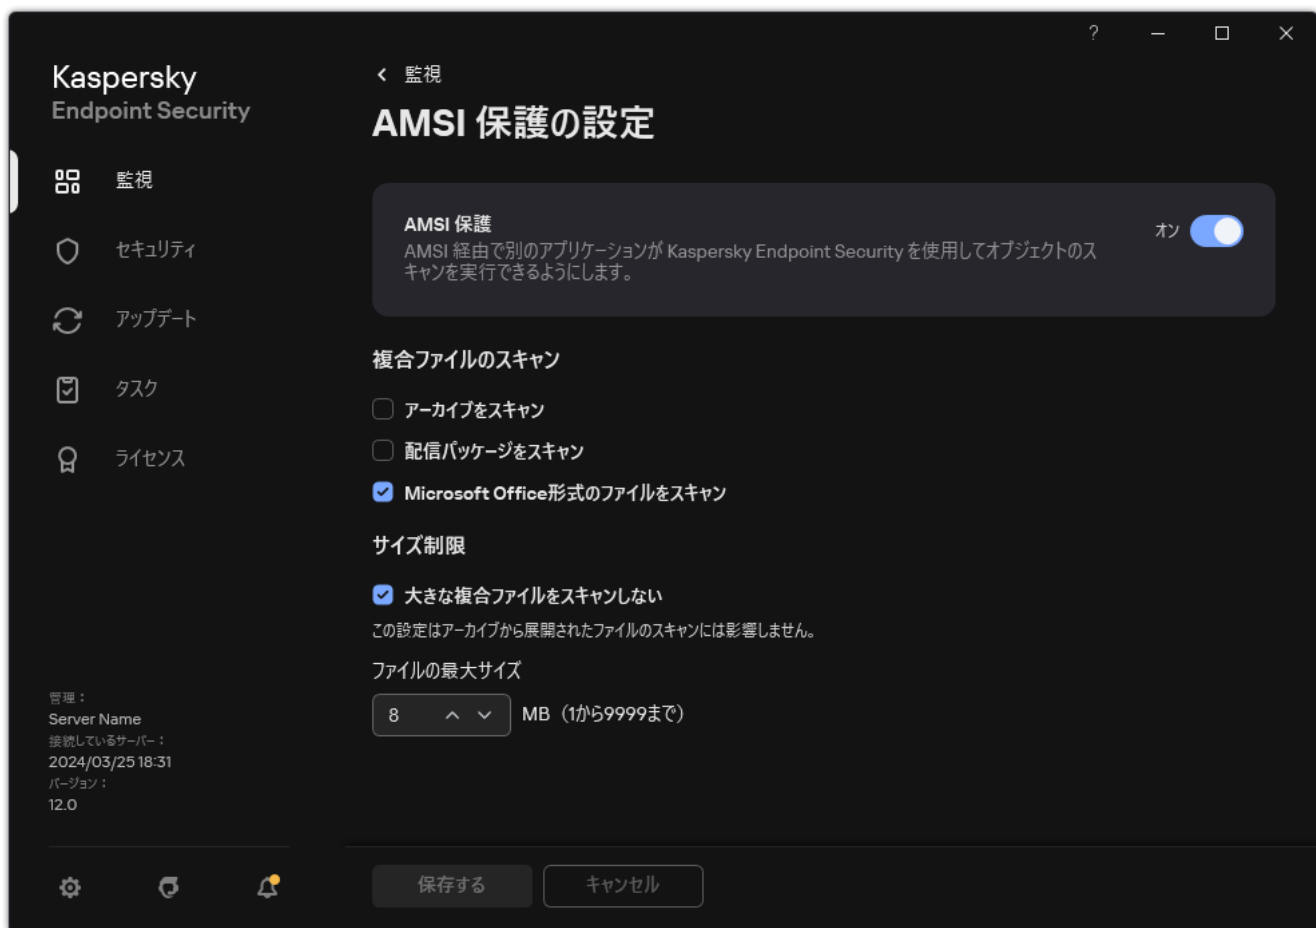 ?
Kaspersky
Endpoint Security
監視
セキュリティ
アップデート
タスク
ライセンス
管理：
Server Name
接続しているサーバー：
2024/03/25 18:31
バージョン：
12.0
監視
AMSI 保護の設定
AMSI 保護
AMSI 経由で別のアプリケーションが Kaspersky Endpoint Security を使用してオブジェクトのス
キャンを実行できるようにします。
オン
複合ファイルのスキャン
アーカイブをスキャン
配信パッケージをスキャン
Microsoft Office形式のファイルをスキャン
サイズ制限
大きな複合ファイルをスキャンしない
この設定はアーカイブから展開されたファイルのスキャンには影響しません。
ファイルの最大サイズ
8 MB（1から9999まで）
保存する キャンセル